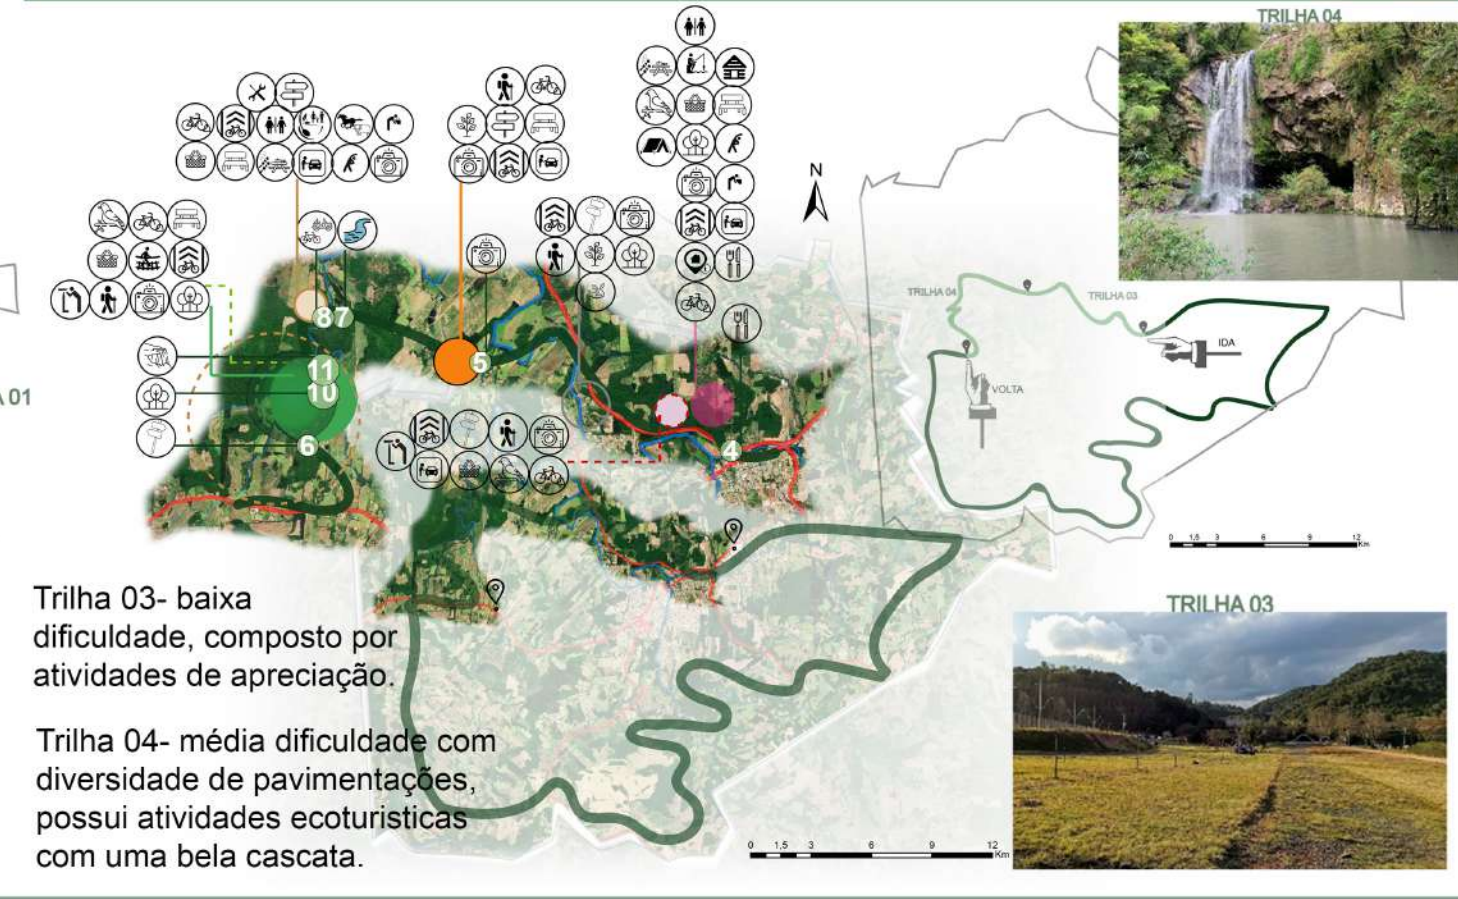 TRILHA 04
N
TRILHA 04
TRILHA 03
IDA
VOLTA
8 7
5
11
10
6
4
A 01
0 1,5 3 6 9 12
Km
Trilha 03- baixa
dificuldade, composto por
atividades de apreciação.
TRILHA 03
Trilha 04- média dificuldade com
diversidade de pavimentações,
possui atividades ecoturisticas
com uma bela cascata.
0 1,5 3 6 9 12
Km